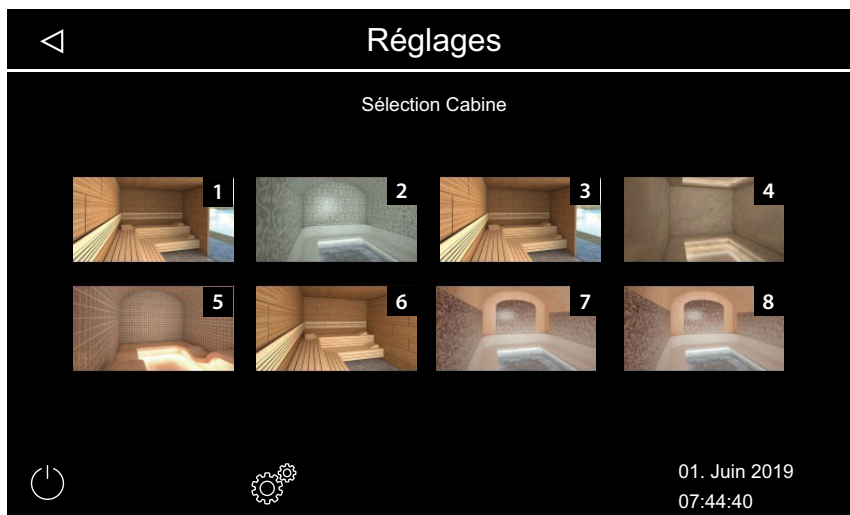 Réglages
Sélection Cabine
1 2 3 4
5 6 7 8
01. Juin 2019
07:44:40